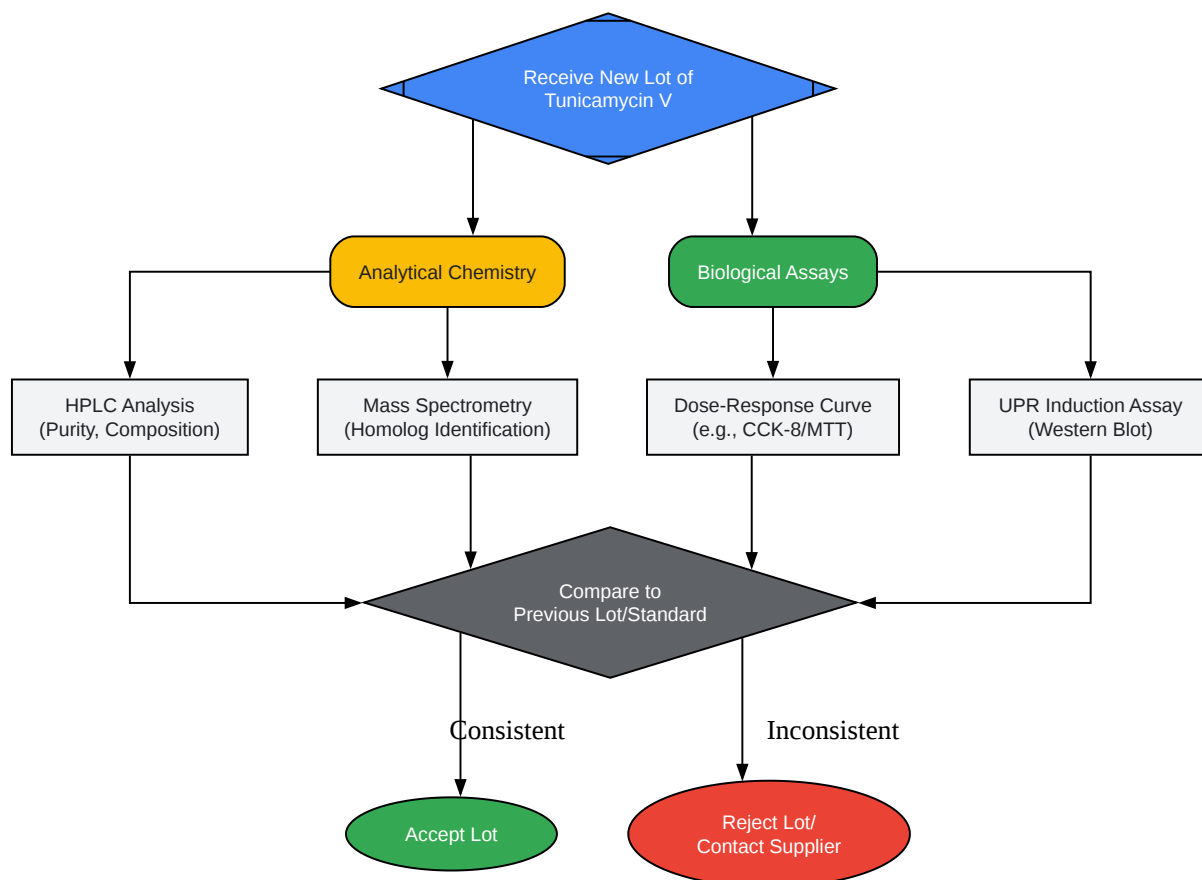 Receive New Lot of
Tunicamycin V
Analytical Chemistry
Biological Assays
HPLC Analysis
(Purity, Composition)
Mass Spectrometry
(Homolog Identification)
Dose-Response Curve
(e.g., CCK-8/MTT)
UPR Induction Assay
(Western Blot)
Compare to
Previous Lot/Standard
Consistent
Inconsistent
Accept Lot
Reject Lot/
Contact Supplier